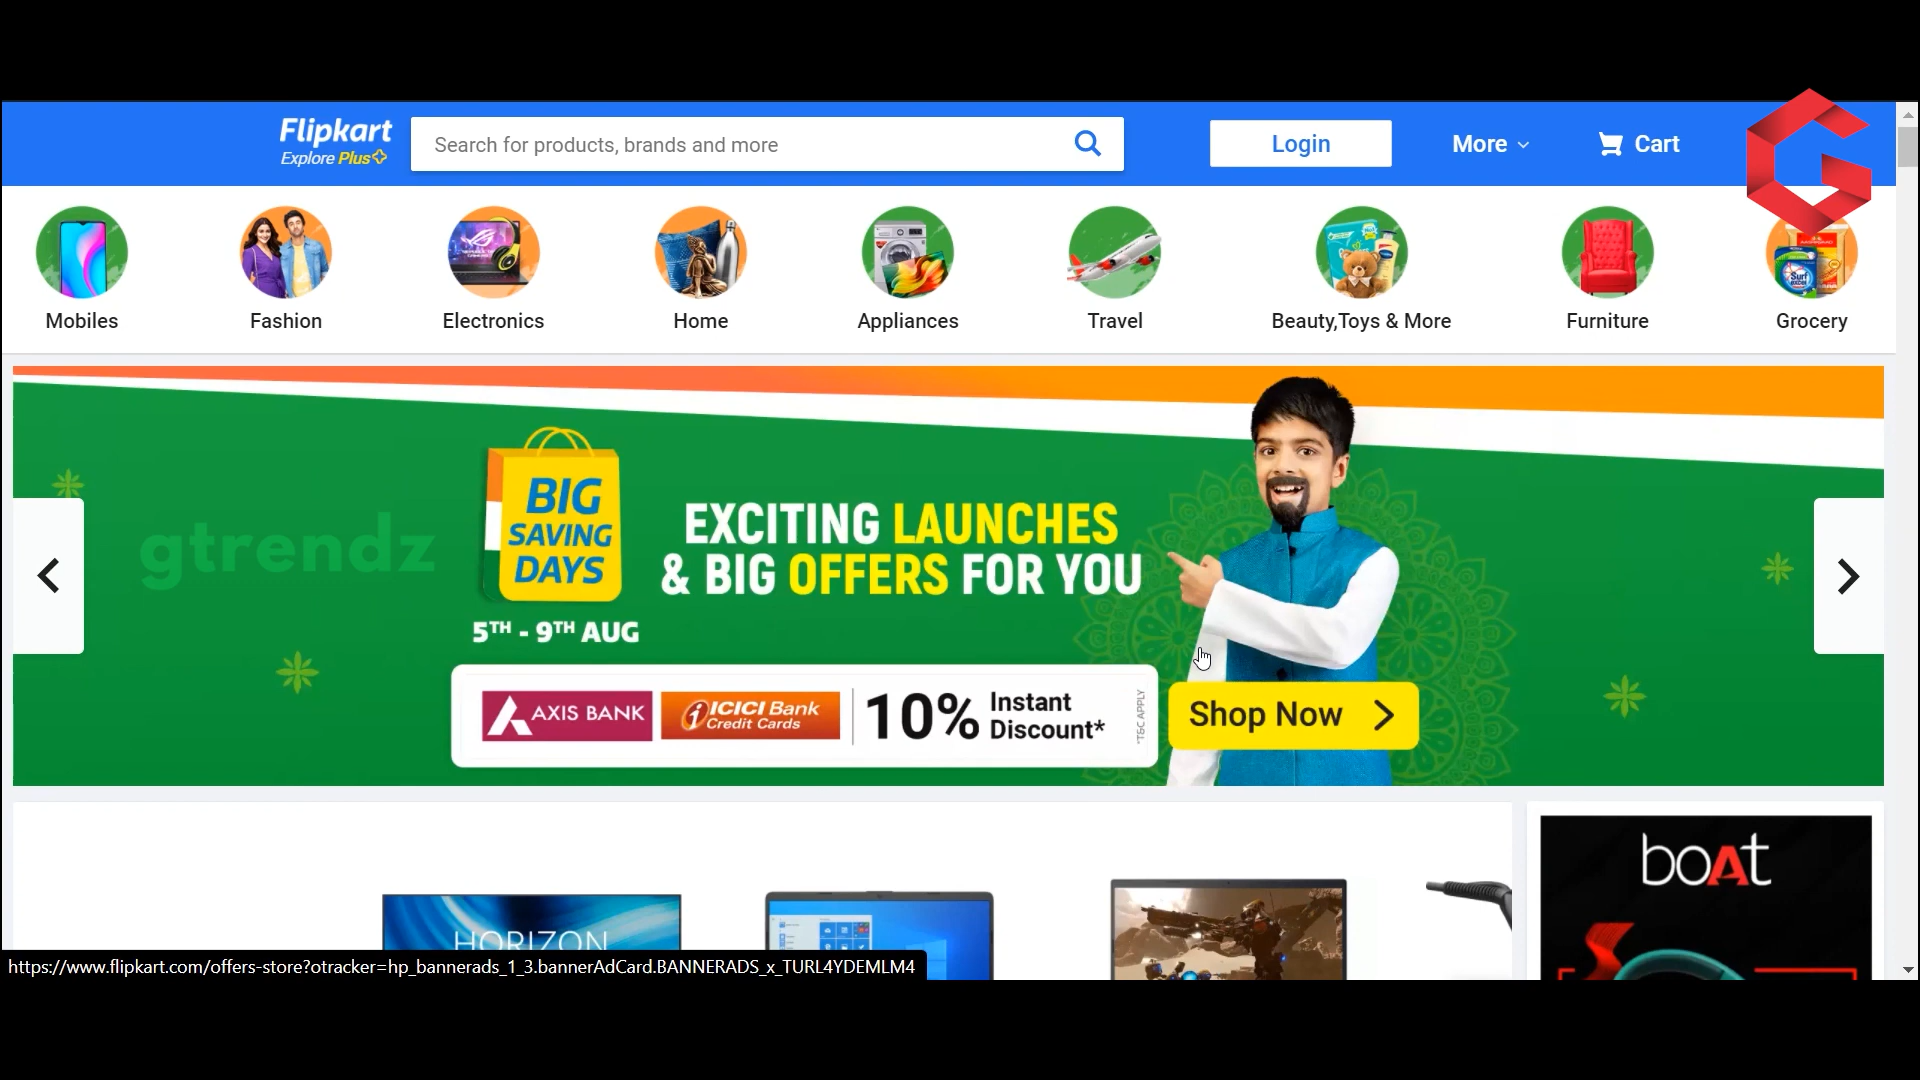 Flipkart
Explore Plus
Search for products, brands and more
Login
More
Cart
Mobiles
Fashion
Electronics
Home
Appliances
Travel
Beauty,Toys & More
Furniture
Grocery
Surf excel
gtrendz
BIG
SAVING
DAYS
5TH - 9TH AUG
EXCITING LAUNCHES
& BIG OFFERS FOR YOU
AXIS BANK
ICICI Bank
Credit Cards
10% Instant
Discount*
*T&C APPLY
Shop Now
boAt
HORIZON
https://www.flipkart.com/offers-store?otracker=hp_bannerads_1_3.bannerAdCard.BANNERADS_x_TURL4YDEMLM4